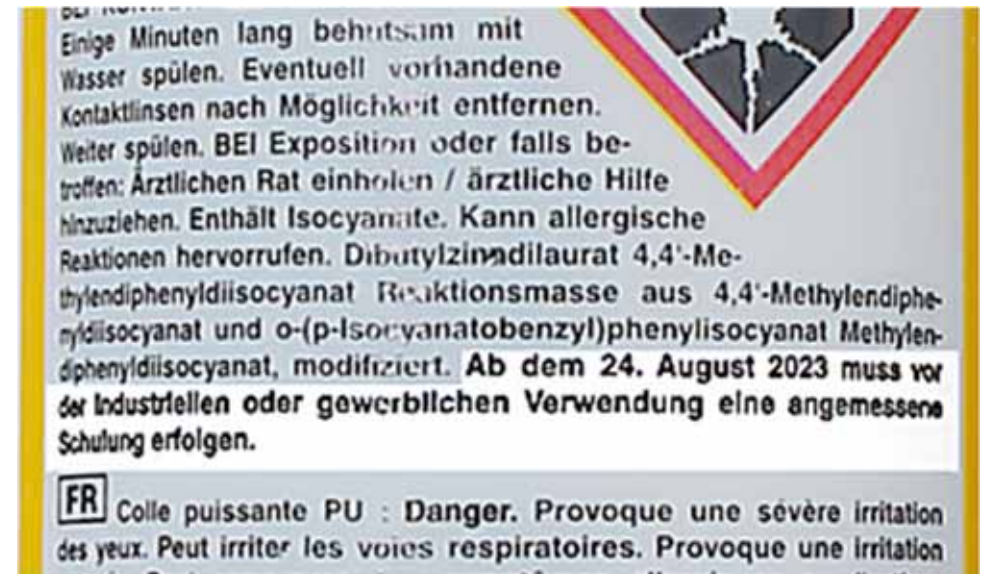 Einige Minuten lang behutsam mit
Wasser spülen. Eventuell vorhandene
Kontaktlinsen nach Möglichkeit entfernen.
Weiter spülen. BEI Exposition oder falls be-
troffen: Ärztlichen Rat einholen / ärztliche Hilfe
hinzuziehen. Enthält Isocyanate. Kann allergische
Reaktionen hervorrufen. Dibutylzinndilaurat 4,4'-Me-
thylendiphenyldiisocyanat Reaktionsmasse aus 4,4'-Methylendiphe-
nyldiisocyanat und o-(p-Isocyanatobenzyl)phenylisocyanat Methylen-
diphenyldiisocyanat, modifiziert. Ab dem 24. August 2023 muss vor
der industriellen oder gewerblichen Verwendung eine angemessene
Schulung erfolgen.
FR Colle puissante PU : Danger. Provoque une sévère irritation
des yeux. Peut irriter les voies respiratoires. Provoque une irritation